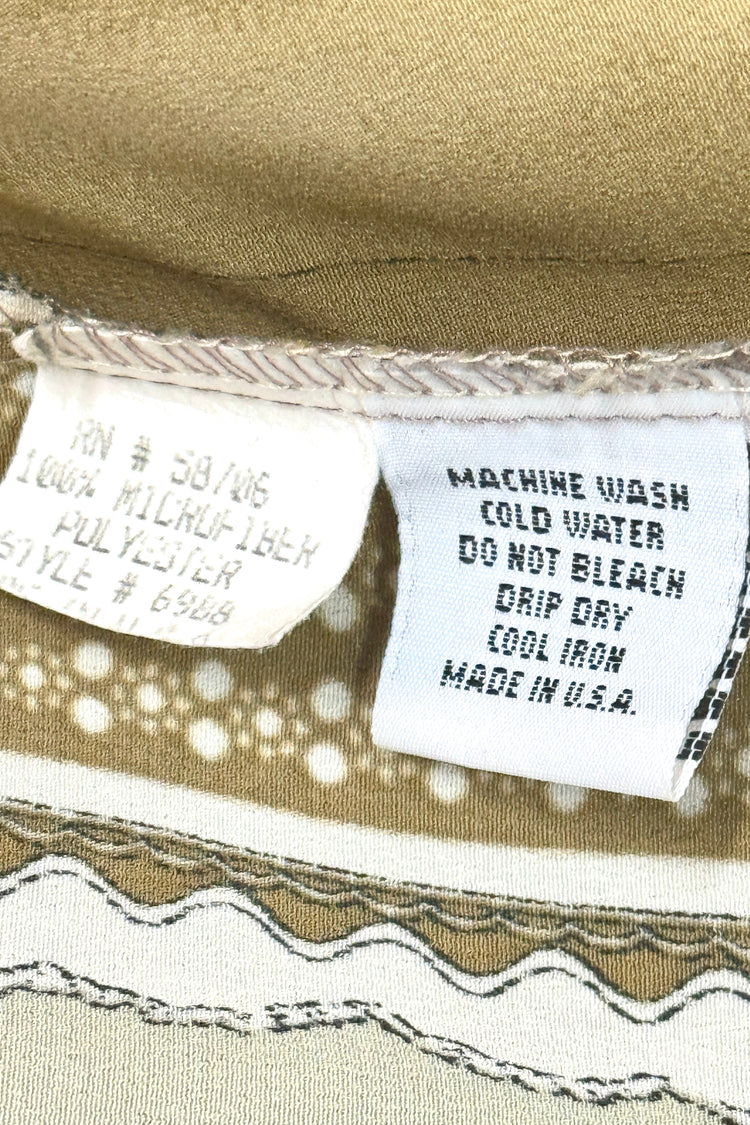 RN # 58706
100% MICROFIBER
POLYESTER
STYLE # 6988
MACHINE WASH
COLD WATER
DO NOT BLEACH
DRIP DRY
COOL IRON
MADE IN U.S.A.